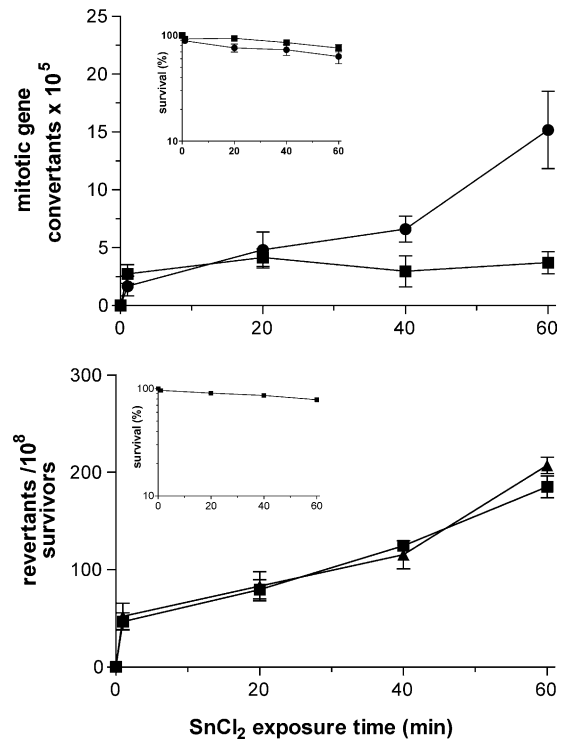 mitotic gene
convertants x 10⁵
25
20
15
10
5
0
0 20 40 60
survival (%)
100
10
0 20 40 60
revertants /10⁸
survivors
300
200
100
0
0 20 40 60
survival (%)
100
10
0 20 40 60
SnCl₂ exposure time (min)